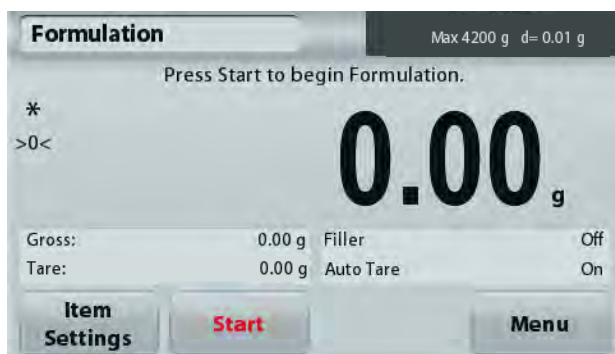 Formulation
Max 4200 g d= 0.01 g
Press Start to begin Formulation.
*
>0<
0.00 g
Gross: 0.00 g Filler Off
Tare: 0.00 g Auto Tare On
Item Settings
Start
Menu